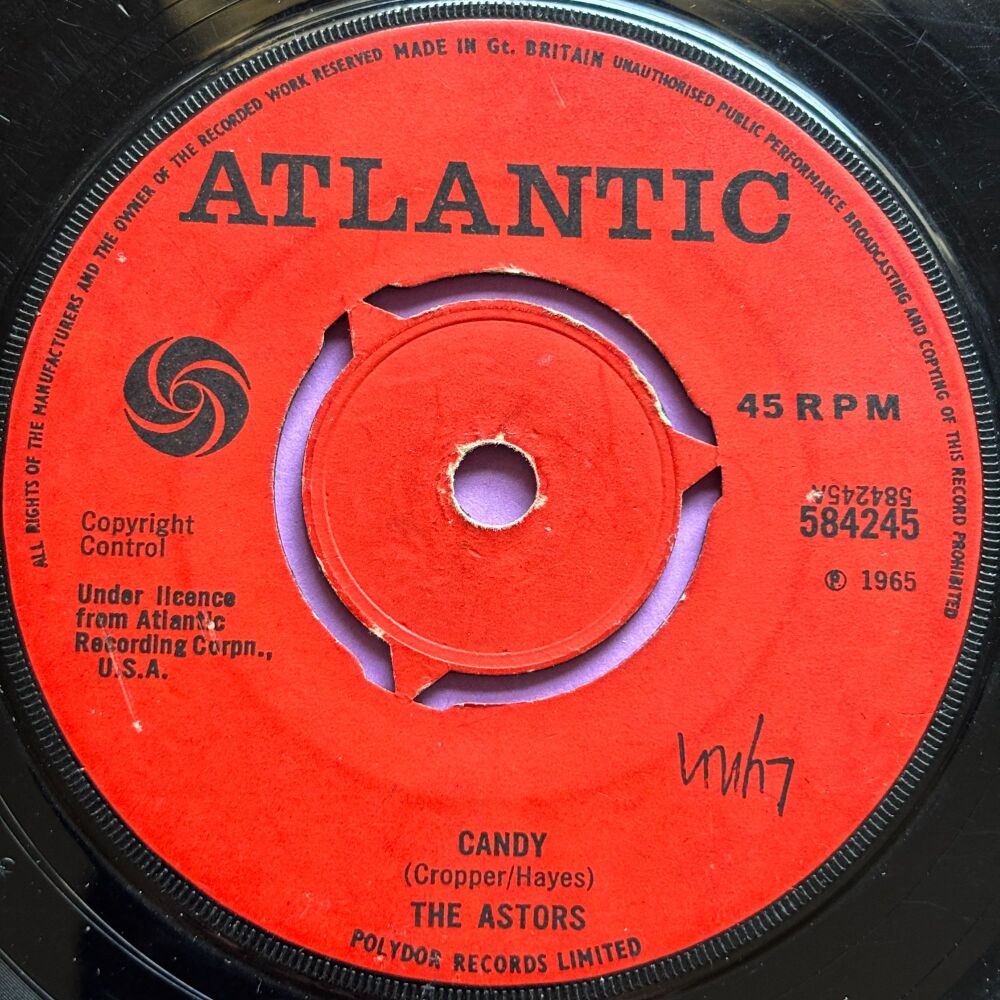 ALL RIGHTS OF THE MANUFACTURERS AND THE OWNER OF THE RECORDED WORK RESERVED MADE IN Gt. BRITAIN UNAUTHORISED PUBLIC PERFORMANCE BROADCASTING AND COPYING OF THIS RECORD PROHIBITED
ATLANTIC
45 RPM
584245A
584245
℗ 1965
Copyright
Control
Under licence
from Atlantic
Recording Corpn.,
U.S.A.
CANDY
(Cropper/Hayes)
THE ASTORS
POLYDOR RECORDS LIMITED